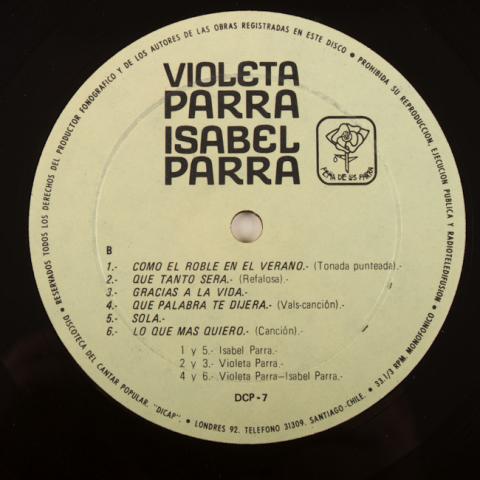 RESERVADOS TODOS LOS DERECHOS DEL PRODUCTOR FONOGRAFICO Y DE LOS AUTORES DE LAS OBRAS REGISTRADAS EN ESTE DISCO • PROHIBIDA SU REPRODUCCION, EJECUCION PUBLICA Y RADIOTELEDIFUSION •
VIOLETA
PARRA
ISABEL
PARRA
PEÑA DE LOS PARRA
B
1.- COMO EL ROBLE EN EL VERANO.- (Tonada punteada).-
2.- QUE TANTO SERA.- (Refalosa).-
3.- GRACIAS A LA VIDA.-
4.- QUE PALABRA TE DIJERA.- (Vals-canción).-
5.- SOLA.-
6.- LO QUE MAS QUIERO.- (Canción).-
1 y 5.- Isabel Parra.-
2 y 3.- Violeta Parra.-
4 y 6.- Violeta Parra—Isabel Parra.-
DCP - 7
• DISCOTECA DEL CANTAR POPULAR. "DICAP" • LONDRES 92. TELEFONO 31309. SANTIAGO-CHILE. • 33.1/3 RPM. MONOFONICO •